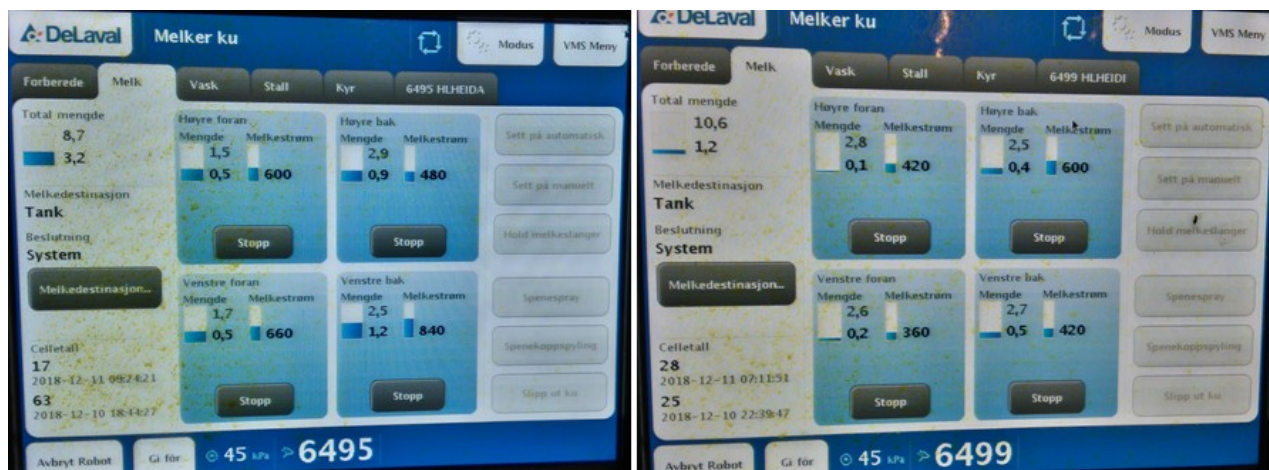 DeLaval
Melker ku
Modus
VMS Meny
Forberede
Melk
Vask
Stall
Kyr
6495 HLHEIDA
Total mengde
8,7
3,2
Melkedestinasjon
Tank
Beslutning
System
Melkedestinasjon...
Celletall
17
2018-12-11 09:24:21
63
2018-12-10 18:44:27
Høyre foran
Mengde Melkestrøm
1,5
0,5 600
Stopp
Høyre bak
Mengde Melkestrøm
2,9
0,9 480
Stopp
Venstre foran
Mengde Melkestrøm
1,7
0,5 660
Stopp
Venstre bak
Mengde Melkestrøm
2,5
1,2 840
Stopp
Sett på automatisk
Sett på manuelt
Hold melkeslanger
Spenespray
Spenekoppspyling
Slipp ut ku
Avbryt Robot
Gi fôr
45 kPa
6495
DeLaval
Melker ku
Modus
VMS Meny
Forberede
Melk
Vask
Stall
Kyr
6499 HLHEIDI
Total mengde
10,6
1,2
Melkedestinasjon
Tank
Beslutning
System
Melkedestinasjon...
Celletall
28
2018-12-11 07:11:51
25
2018-12-10 22:39:47
Høyre foran
Mengde Melkestrøm
2,8
0,1 420
Stopp
Høyre bak
Mengde Melkestrøm
2,5
0,4 600
Stopp
Venstre foran
Mengde Melkestrøm
2,6
0,2 360
Stopp
Venstre bak
Mengde Melkestrøm
2,7
0,5 420
Stopp
Sett på automatisk
Sett på manuelt
Hold melkeslanger
Spenespray
Spenekoppspyling
Slipp ut ku
Avbryt Robot
Gi fôr
45 kPa
6499